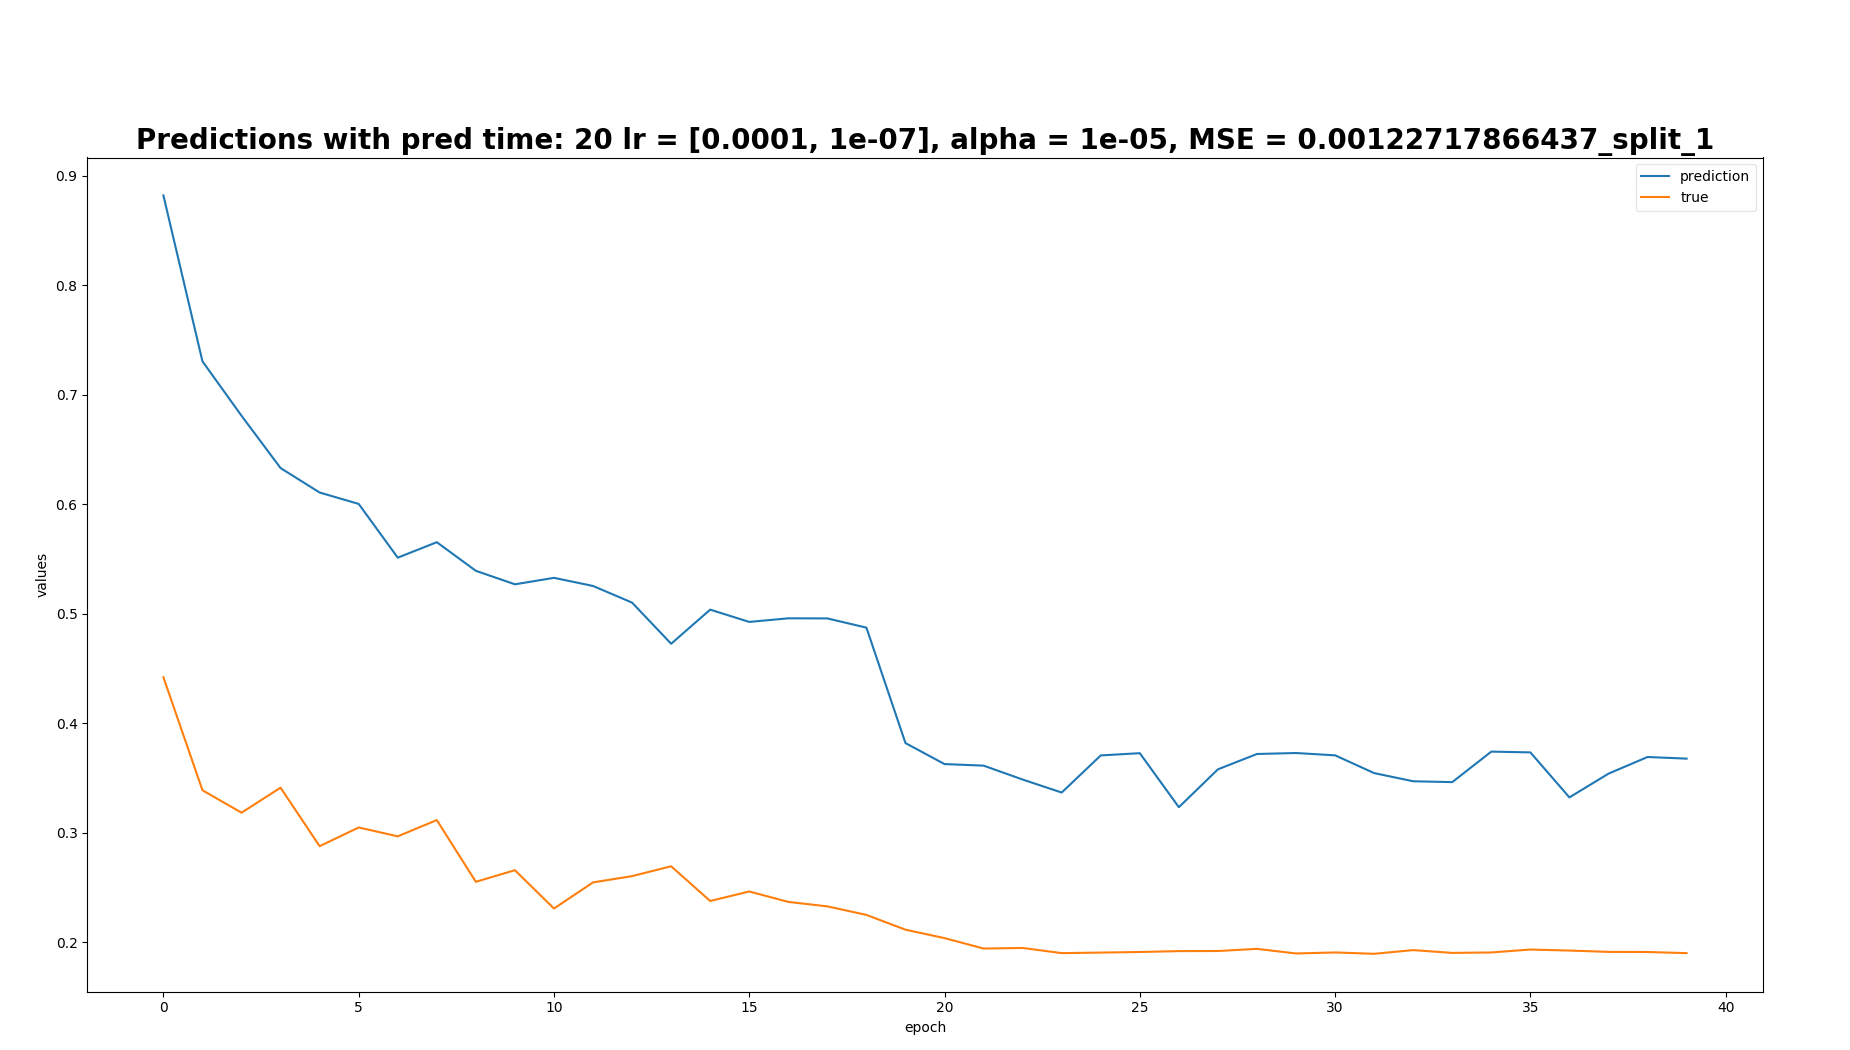 Predictions with pred time: 20 lr = [0.0001, 1e-07], alpha = 1e-05, MSE = 0.00122717866437_split_1
prediction
true
0.9
0.8
0.7
0.6
0.5
0.4
0.3
0.2
values
0 5 10 15 20 25 30 35 40
epoch